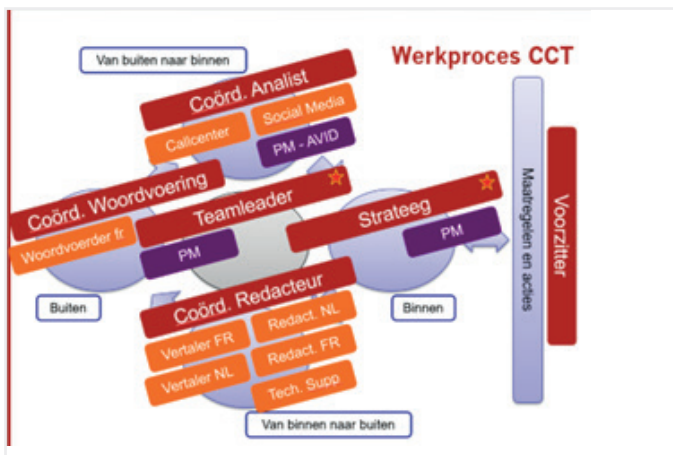 Werkproces CCT
Van buiten naar binnen
Coörd. Analist
Callcenter
Social Media
PM - AVID
Coörd. Woordvoering
Woordvoerder fr
Teamleader
PM
Strateeg
PM
Buiten
Binnen
Coörd. Redacteur
Vertaler FR
Redact. NL
Vertaler NL
Redact. FR
Tech. Supp
Van binnen naar buiten
Maatregelen en acties
Voorzitter